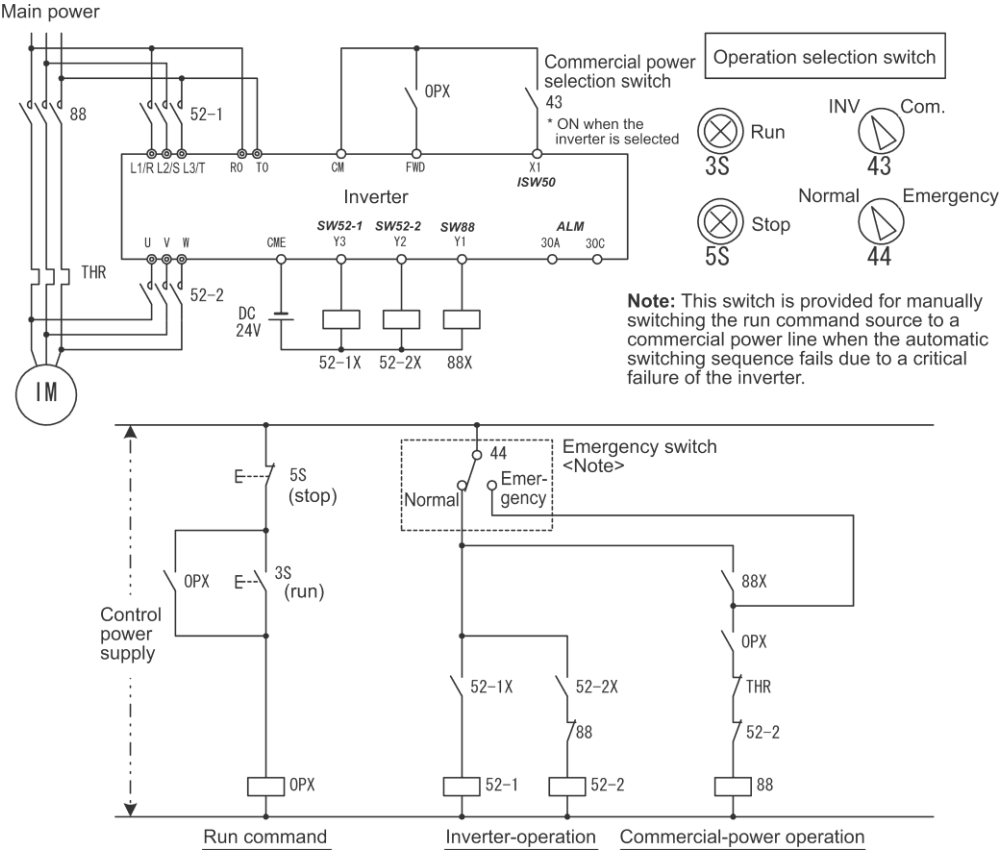 Main power
88
52-1
OPX
Commercial power
selection switch
43
* ON when the
inverter is selected
Operation selection switch
Run
3S
INV
Com.
43
Stop
5S
Normal
Emergency
44
L1/R L2/S L3/T
R0
T0
CM
FWD
X1
ISW50
Inverter
SW52-1
SW52-2
SW88
ALM
U
V
W
CME
Y3
Y2
Y1
30A
30C
THR
52-2
DC
24V
52-1X
52-2X
88X
IM
Note: This switch is provided for manually
switching the run command source to a
commercial power line when the automatic
switching sequence fails due to a critical
failure of the inverter.
44
Emergency switch
<Note>
Normal
Emer-
gency
5S
(stop)
E
OPX
E
3S
(run)
88X
Control
power
supply
OPX
52-1X
52-2X
THR
88
52-2
OPX
52-1
52-2
88
Run command
Inverter-operation
Commercial-power operation